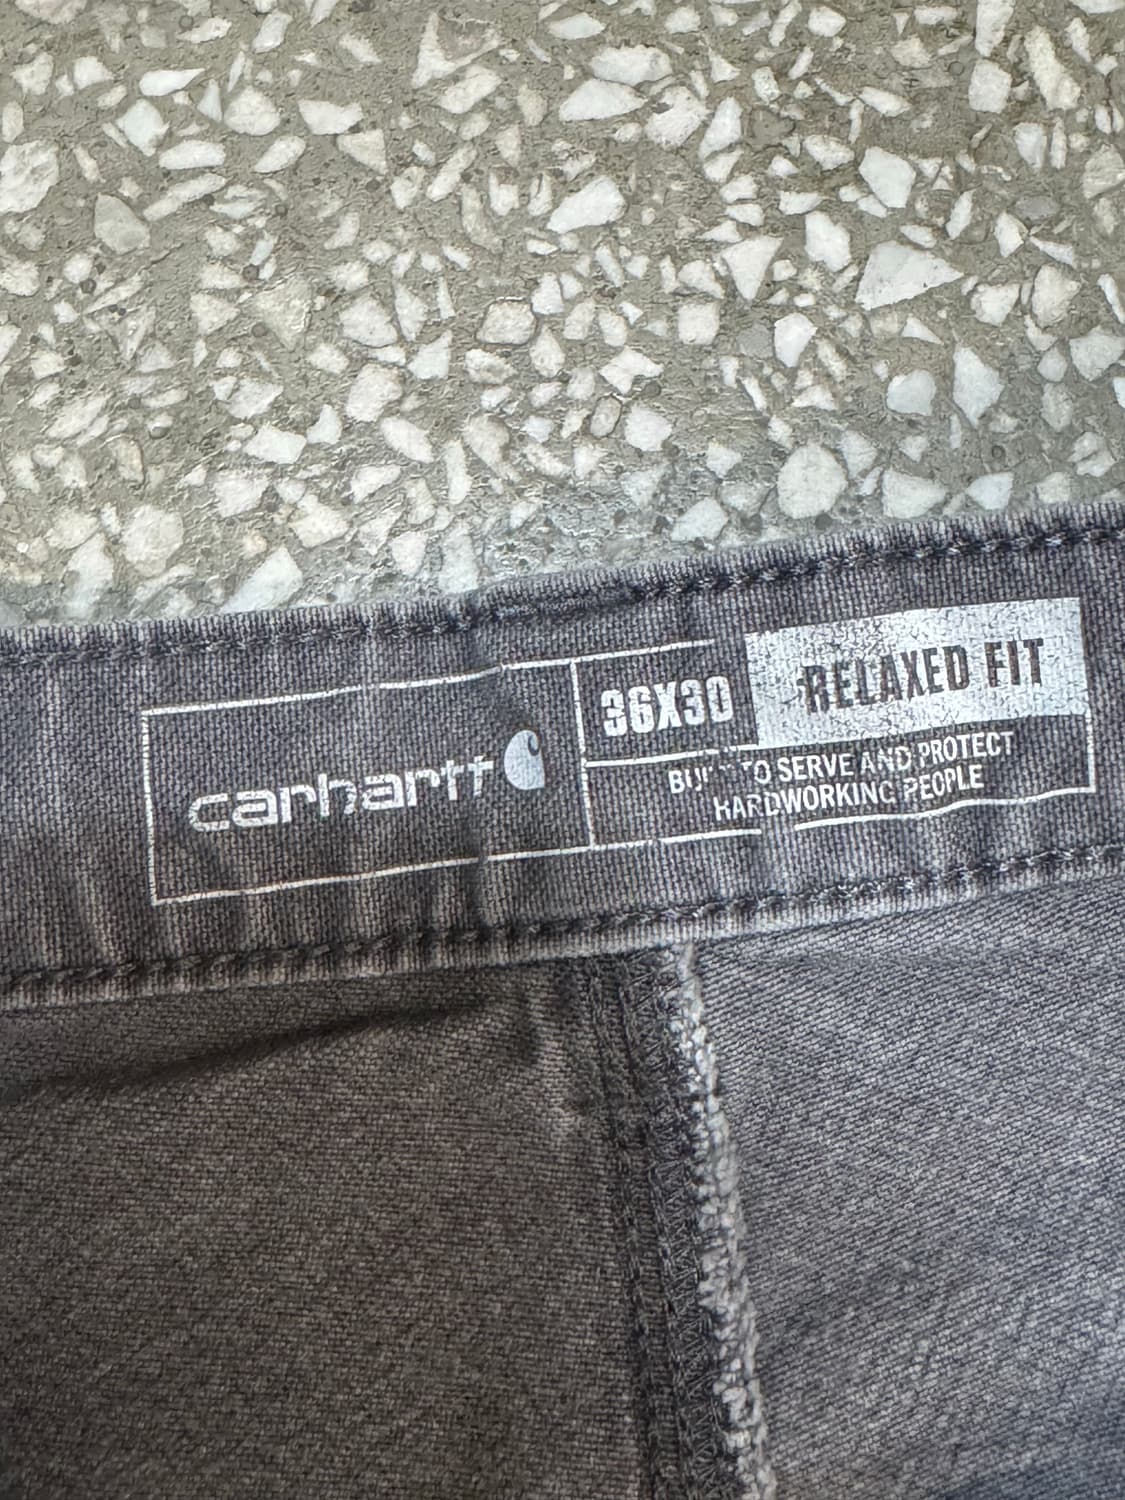 carhartt
36X30
RELAXED FIT
TO SERVE AND PROTECT
HARDWORKING PEOPLE